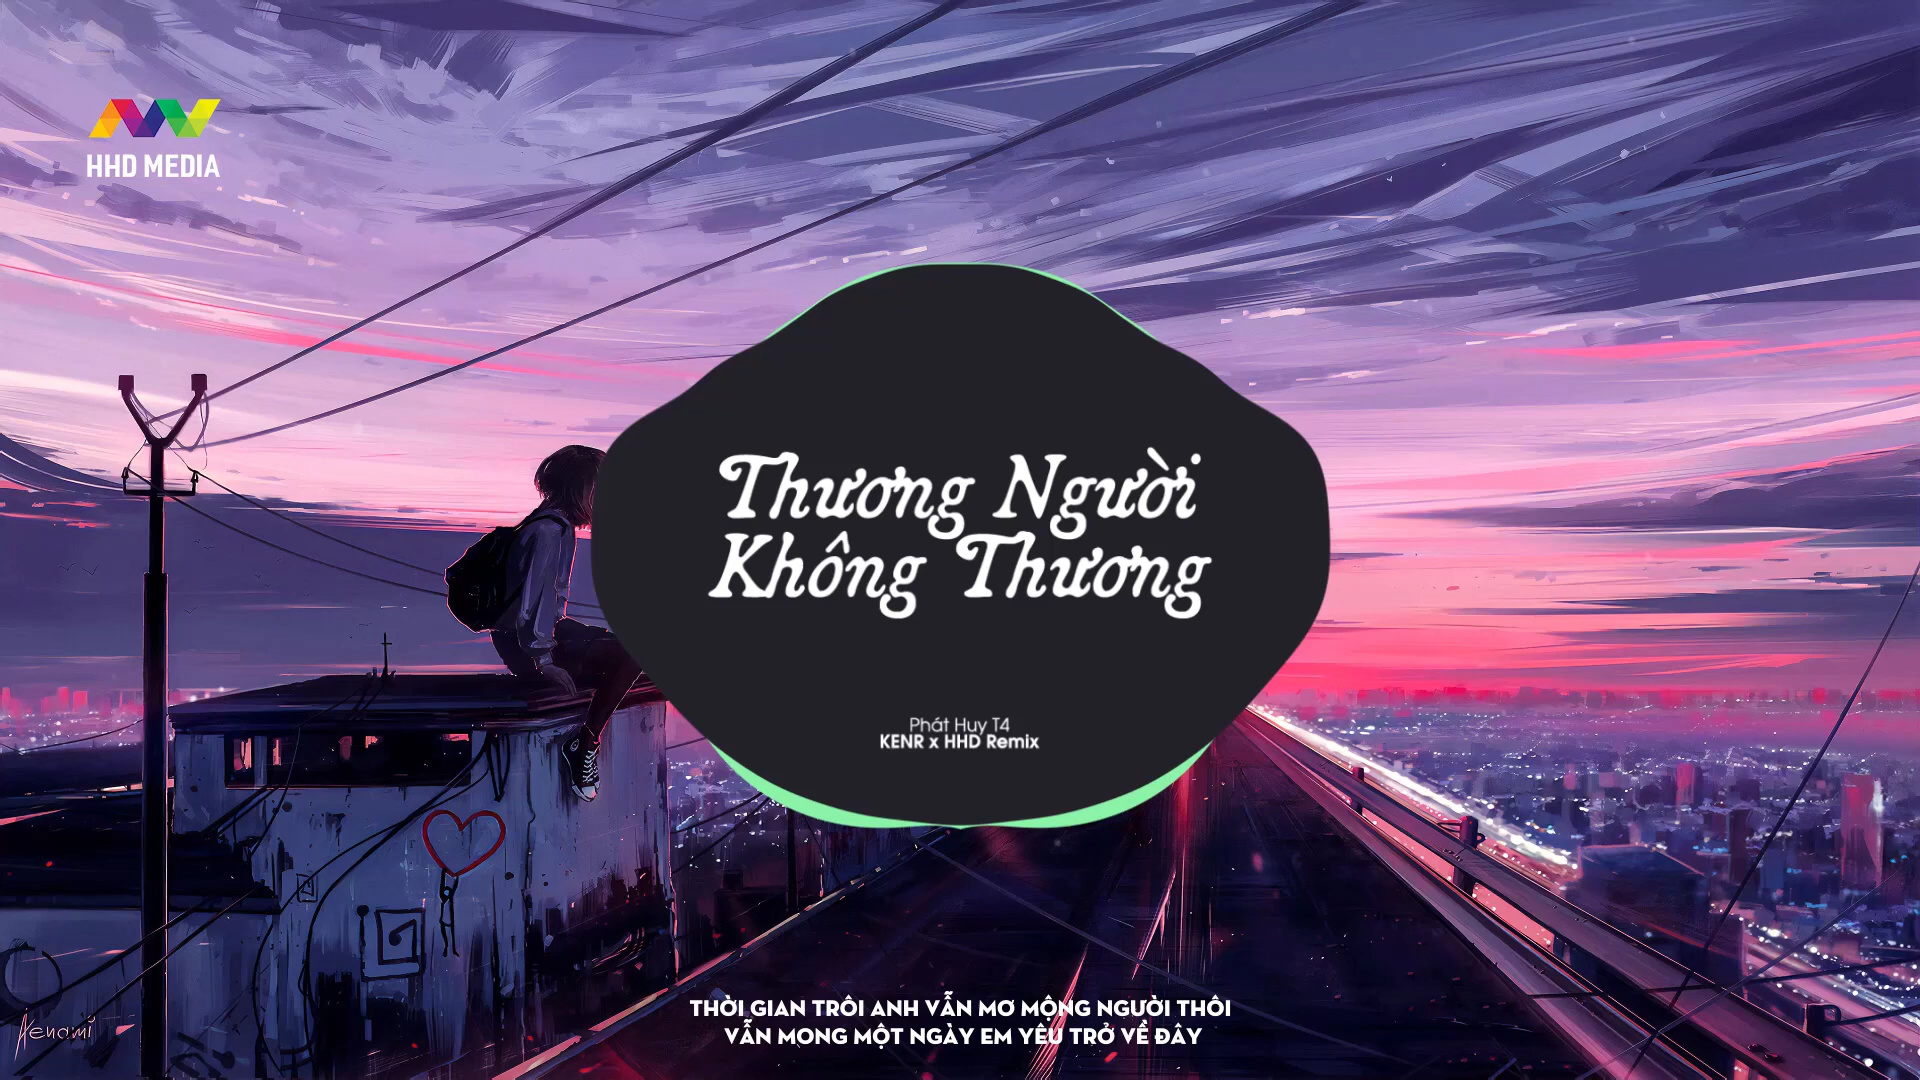 HHD MEDIA
Thương Người
Không Thương
Phát Huy T4
KENR x HHD Remix
THỜI GIAN TRÔI ANH VẪN MƠ MỘNG NGƯỜI THÔI
VẪN MONG MỘT NGÀY EM YÊU TRỞ VỀ ĐÂY
Aenami